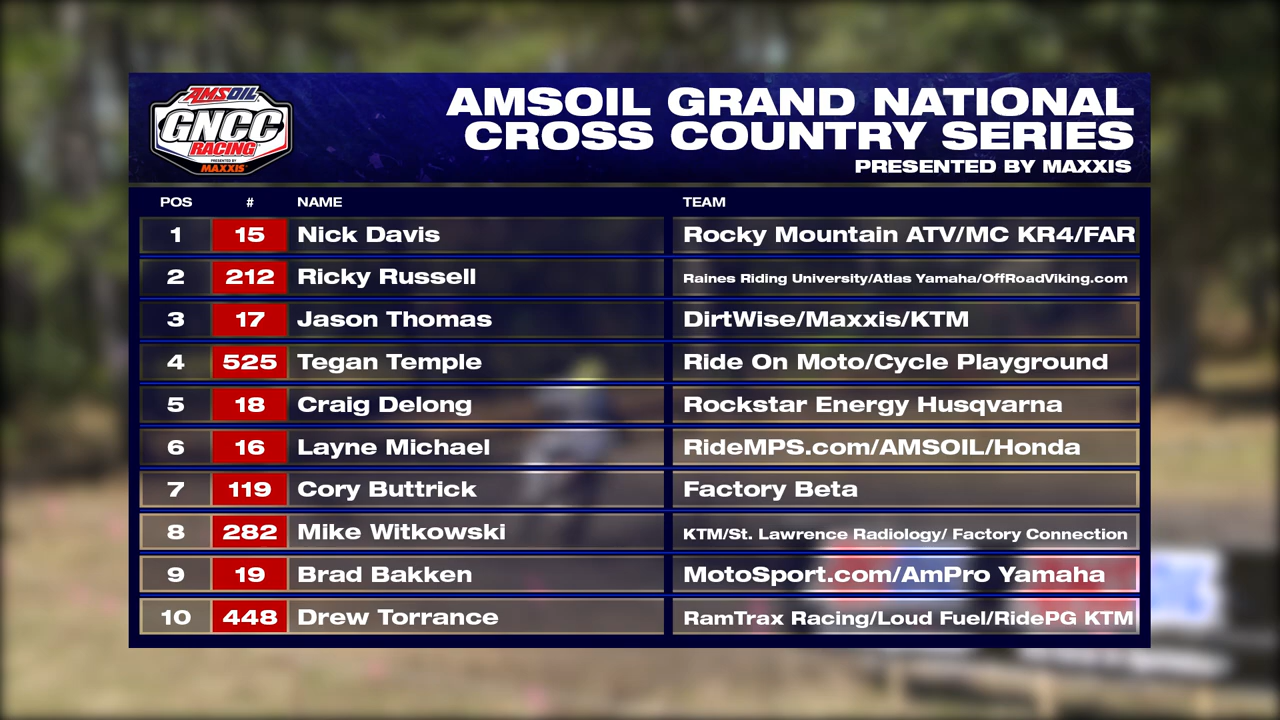 AMSOIL
GNCC
RACING
PRESENTED BY
MAXXIS
AMSOIL GRAND NATIONAL
CROSS COUNTRY SERIES
PRESENTED BY MAXXIS
POS # NAME TEAM
1 15 Nick Davis Rocky Mountain ATV/MC KR4/FAR
2 212 Ricky Russell Raines Riding University/Atlas Yamaha/OffRoadViking.com
3 17 Jason Thomas DirtWise/Maxxis/KTM
4 525 Tegan Temple Ride On Moto/Cycle Playground
5 18 Craig Delong Rockstar Energy Husqvarna
6 16 Layne Michael RideMPS.com/AMSOIL/Honda
7 119 Cory Buttrick Factory Beta
8 282 Mike Witkowski KTM/St. Lawrence Radiology/ Factory Connection
9 19 Brad Bakken MotoSport.com/AmPro Yamaha
10 448 Drew Torrance RamTrax Racing/Loud Fuel/RidePG KTM